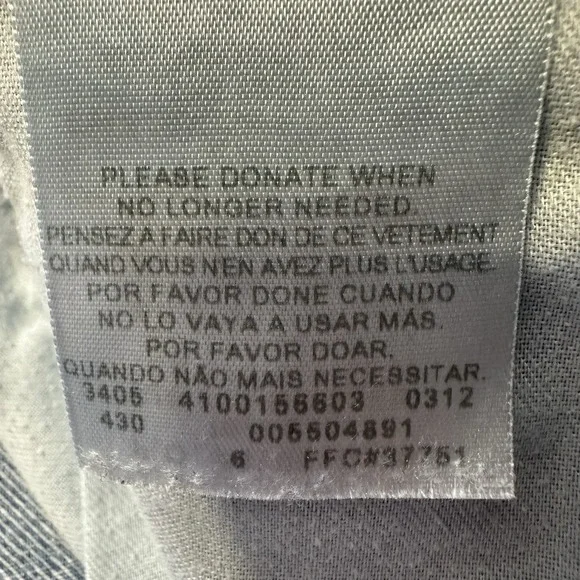 PLEASE DONATE WHEN
NO LONGER NEEDED.
PENSEZ A FAIRE DON DE CE VETEMENT
QUAND VOUS NEN AVEZ PLUS L'USAGE.
POR FAVOR DONE CUANDO
NO LO VAYA A USAR MÁS.
POR FAVOR DOAR.
QUANDO NÃO MAIS NECESSITAR.
3405 4100156603 0312
430 005504891
6 FFC#37751